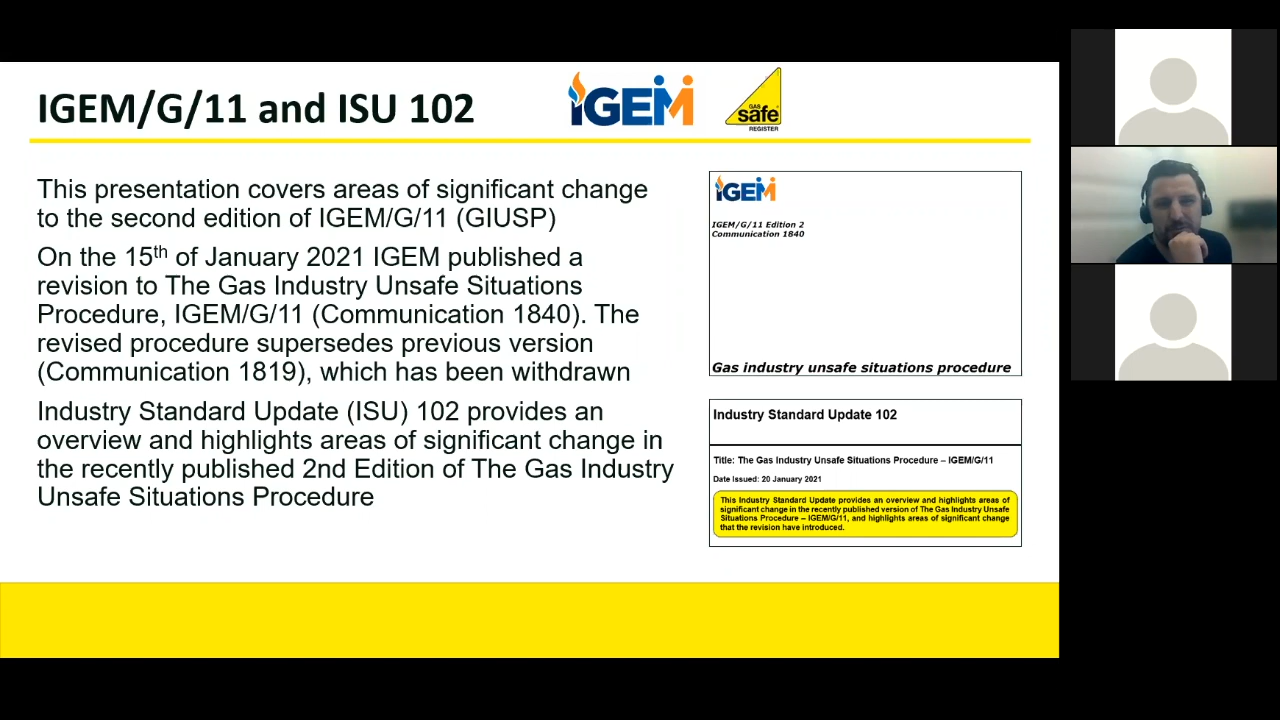 IGEM/G/11 and ISU 102
iGEM
GAS
safe
REGISTER
This presentation covers areas of significant change
to the second edition of IGEM/G/11 (GIUSP)
On the 15th of January 2021 IGEM published a
revision to The Gas Industry Unsafe Situations
Procedure, IGEM/G/11 (Communication 1840). The
revised procedure supersedes previous version
(Communication 1819), which has been withdrawn
Industry Standard Update (ISU) 102 provides an
overview and highlights areas of significant change in
the recently published 2nd Edition of The Gas Industry
Unsafe Situations Procedure
iGEM
IGEM/G/11 Edition 2
Communication 1840
Gas industry unsafe situations procedure
Industry Standard Update 102
Title: The Gas Industry Unsafe Situations Procedure – IGEM/G/11
Date Issued: 20 January 2021
This Industry Standard Update provides an overview and highlights areas of
significant change in the recently published version of The Gas Industry Unsafe
Situations Procedure – IGEM/G/11, and highlights areas of significant change
that the revision have introduced.